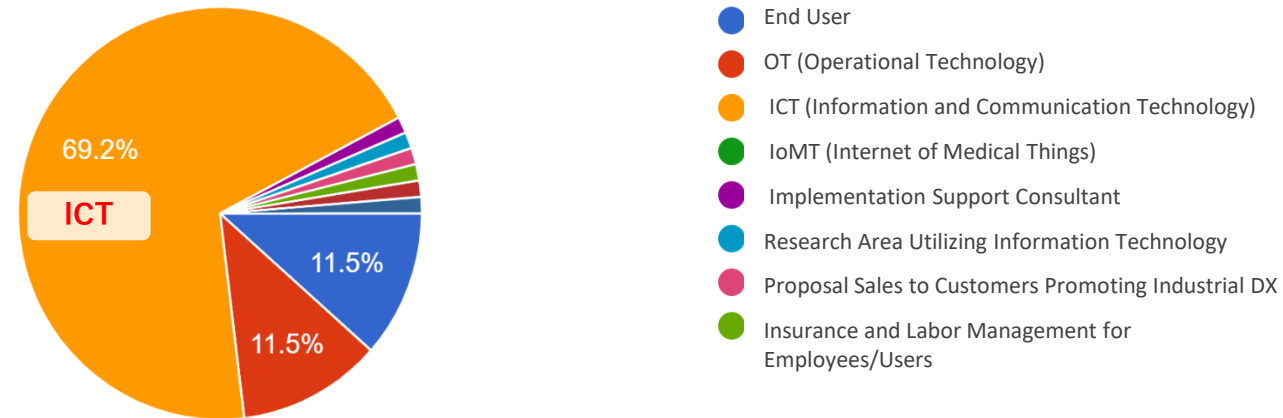 69.2%
ICT
11.5%
11.5%
End User
OT (Operational Technology)
ICT (Information and Communication Technology)
IoMT (Internet of Medical Things)
Implementation Support Consultant
Research Area Utilizing Information Technology
Proposal Sales to Customers Promoting Industrial DX
Insurance and Labor Management for
Employees/Users